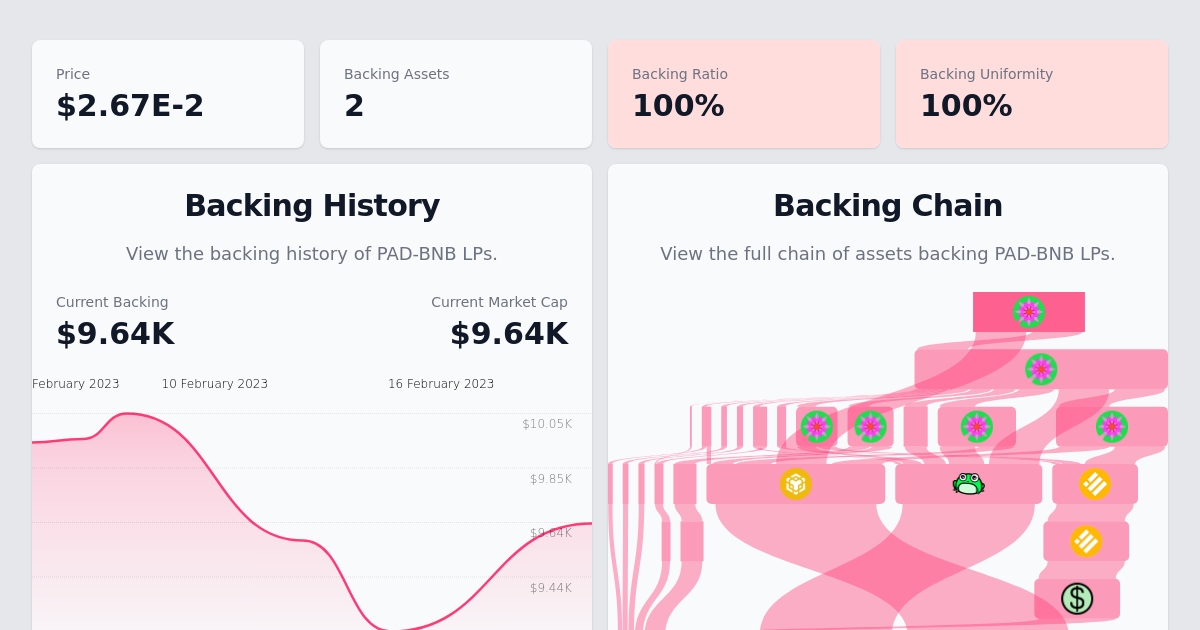 Price
$2.67E-2
Backing Assets
2
Backing Ratio
100%
Backing Uniformity
100%
Backing History
View the backing history of PAD-BNB LPs.
Current Backing
$9.64K
Current Market Cap
$9.64K
February 2023
10 February 2023
16 February 2023
$10.05K
$9.85K
$9.64K
$9.44K
Backing Chain
View the full chain of assets backing PAD-BNB LPs.
$